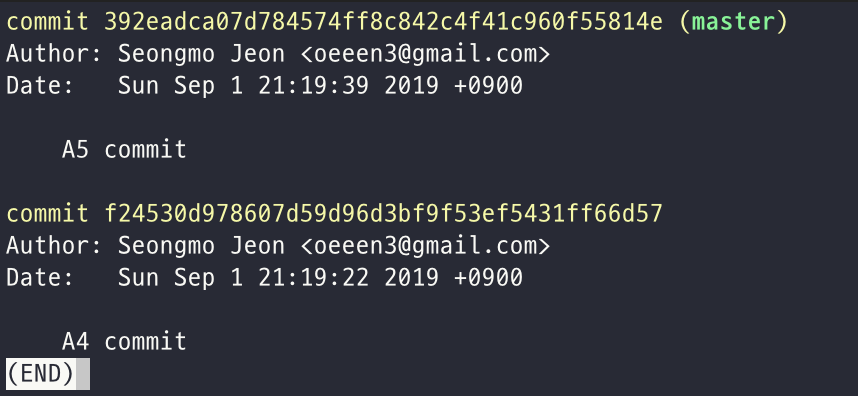 commit 392eadca07d784574ff8c842c4f41c960f55814e (master)
Author: Seongmo Jeon <oeeen3@gmail.com>
Date:   Sun Sep 1 21:19:39 2019 +0900
    A5 commit
commit f24530d978607d59d96d3bf9f53ef5431ff66d57
Author: Seongmo Jeon <oeeen3@gmail.com>
Date:   Sun Sep 1 21:19:22 2019 +0900
    A4 commit
(END)